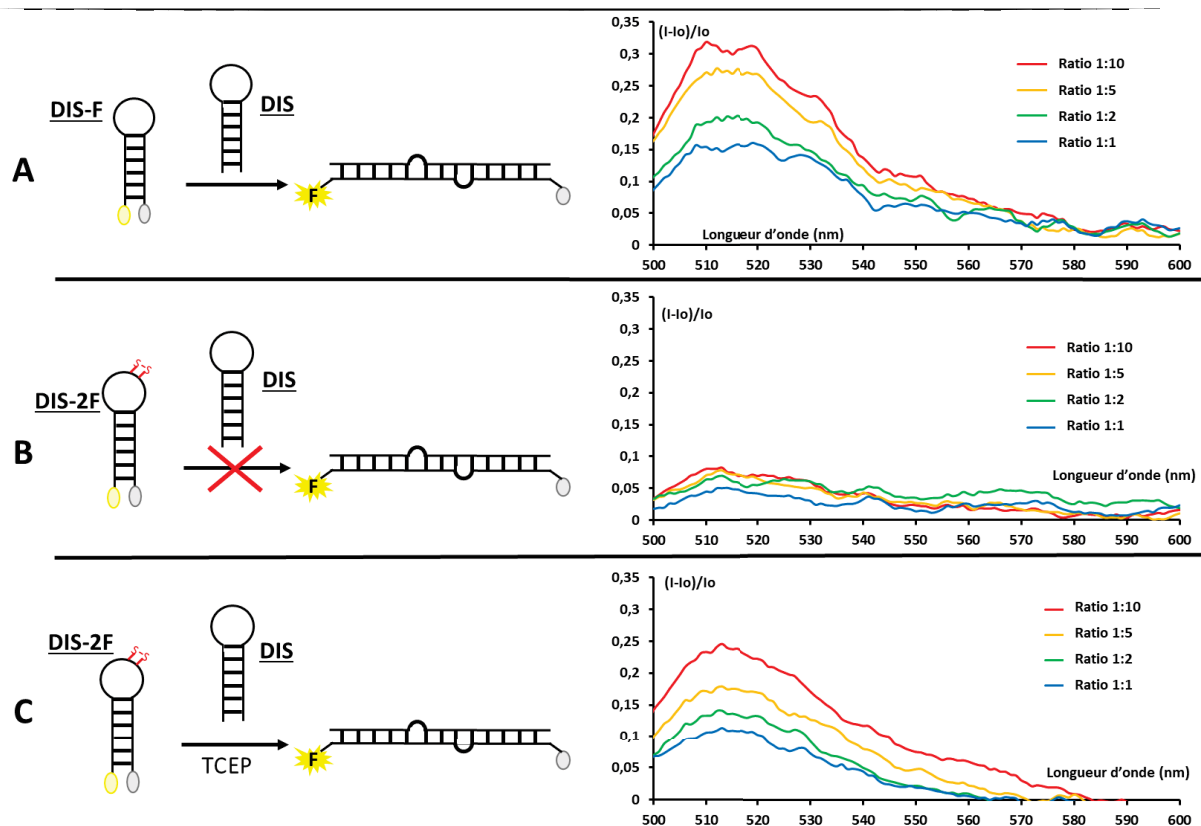 A
DIS-F
DIS
F
(I-Io)/Io
0,35
0,3
0,25
0,2
0,15
0,1
0,05
0
Ratio 1:10
Ratio 1:5
Ratio 1:2
Ratio 1:1
Longueur d'onde (nm)
500 510 520 530 540 550 560 570 580 590 600
B
DIS-2F
S-S
DIS
F
(I-Io)/Io
0,35
0,3
0,25
0,2
0,15
0,1
0,05
0
Ratio 1:10
Ratio 1:5
Ratio 1:2
Ratio 1:1
Longueur d'onde (nm)
500 510 520 530 540 550 560 570 580 590 600
C
DIS-2F
S-S
DIS
TCEP
F
(I-Io)/Io
0,35
0,3
0,25
0,2
0,15
0,1
0,05
0
Ratio 1:10
Ratio 1:5
Ratio 1:2
Ratio 1:1
Longueur d'onde (nm)
500 510 520 530 540 550 560 570 580 590 600